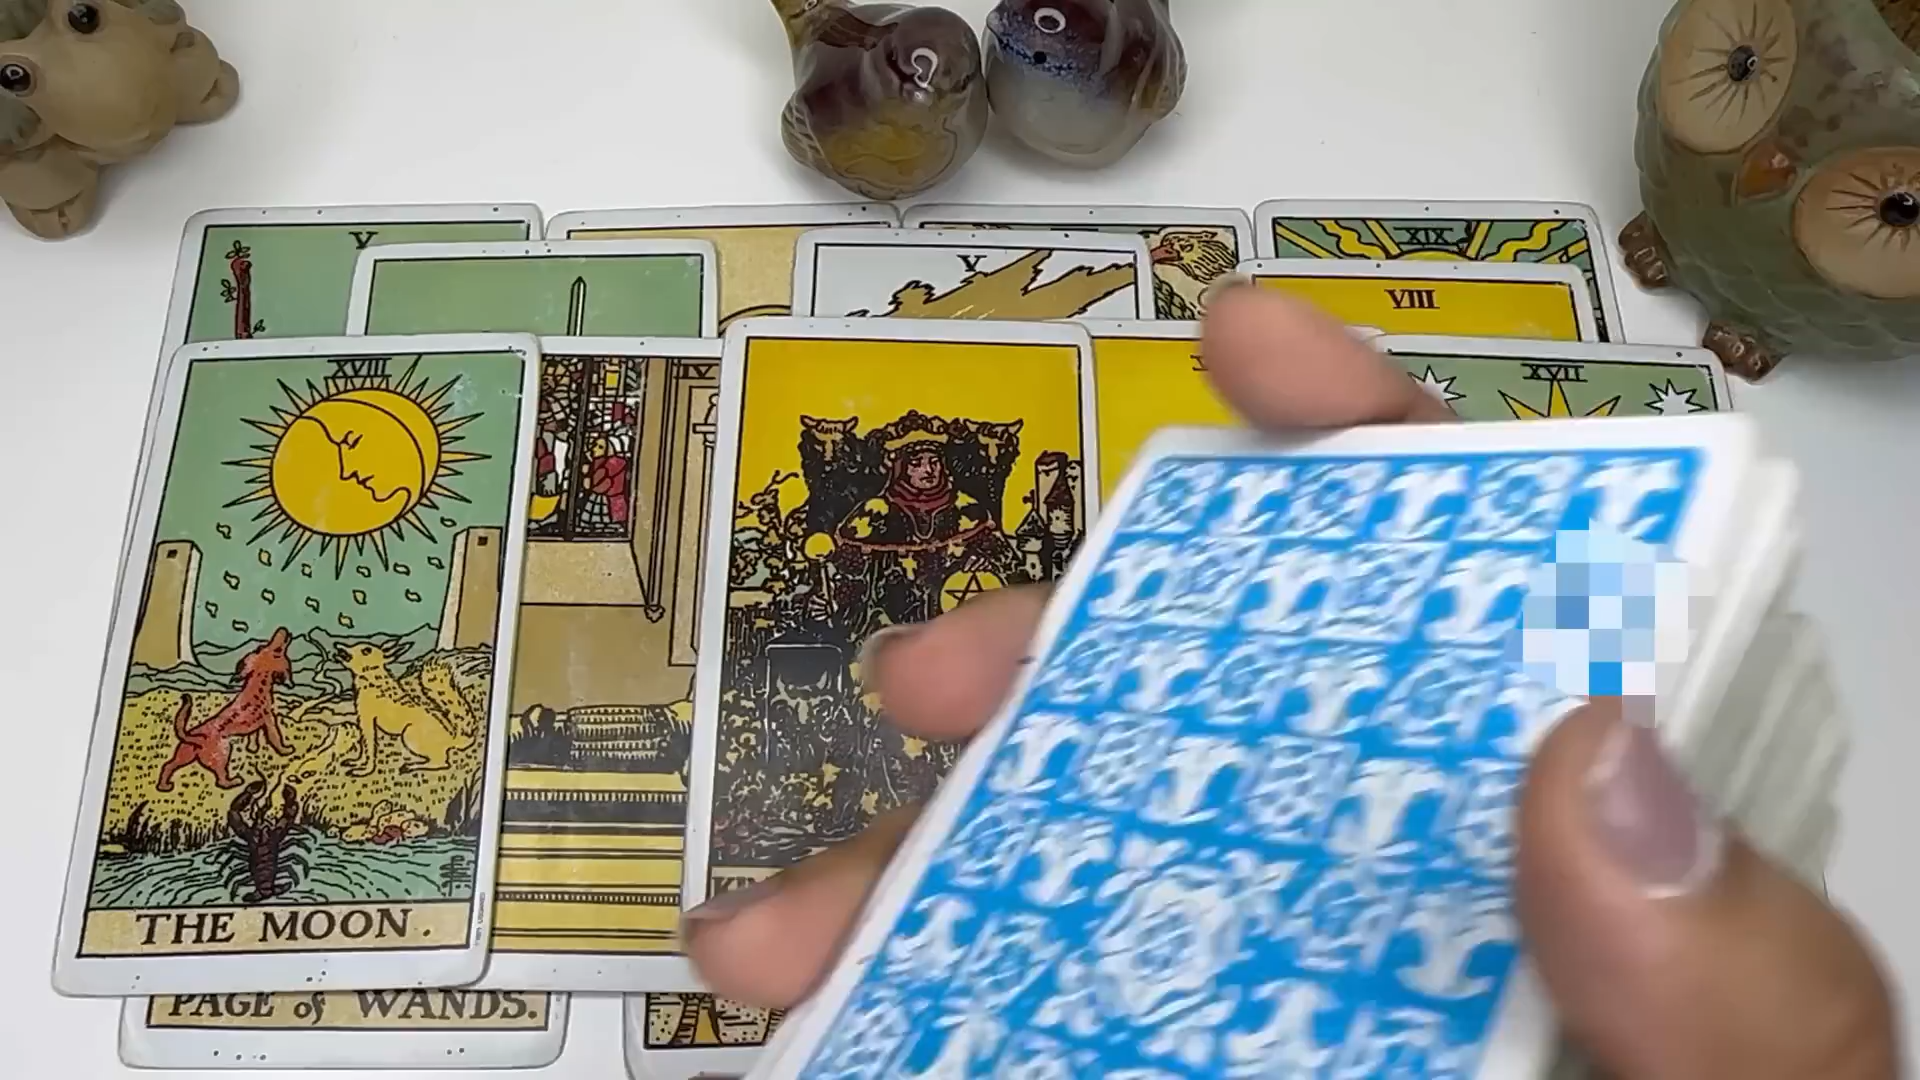 V
XIX
V
VIII
XVIII
IV
XVII
THE MOON.
PAGE of WANDS.